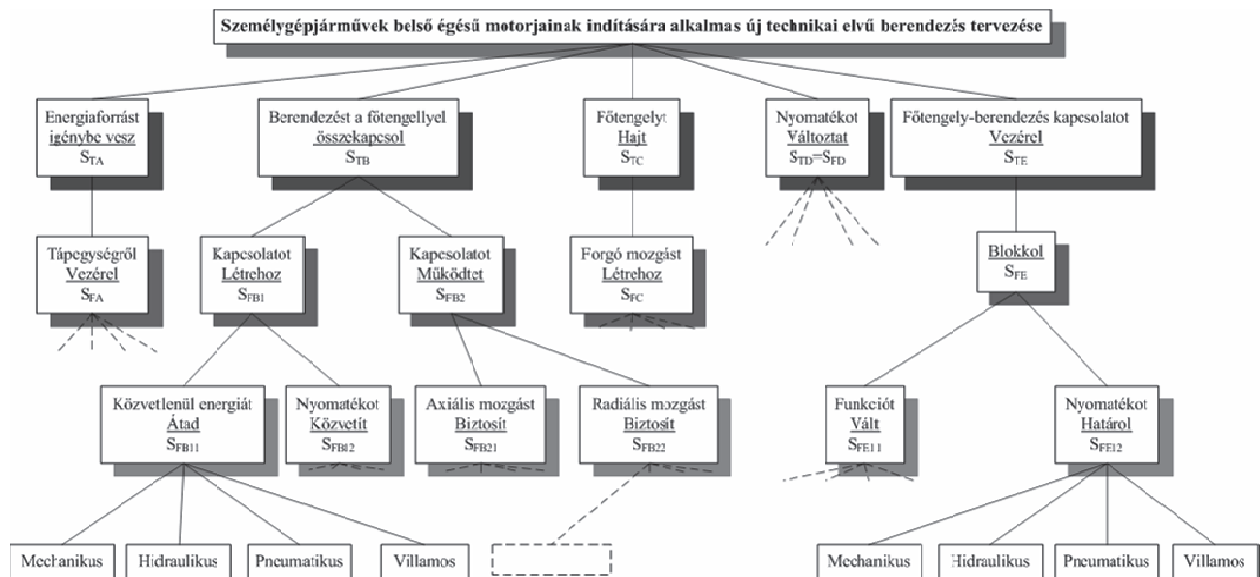 Személygépjárművek belső égésű motorjainak indítására alkalmas új technikai elvű berendezés tervezése
Energiaforrást
igénybe vesz
STA
Berendezést a főtengellyel
összekapcsol
STB
Főtengelyt
Hajt
STC
Nyomatékot
Változtat
STD=SFD
Főtengely-berendezés kapcsolatot
Vezérel
STE
Tápegységről
Vezérel
SFA
Kapcsolatot
Létrehoz
SFB1
Kapcsolatot
Működtet
SFB2
Forgó mozgást
Létrehoz
SFC
Blokkol
SFE
Közvetlenül energiát
Átad
SFB11
Nyomatékot
Közvetít
SFB12
Axiális mozgást
Biztosít
SFB21
Radiális mozgást
Biztosít
SFB22
Funkciót
Vált
SFE11
Nyomatékot
Határol
SFE12
Mechanikus
Hidraulikus
Pneumatikus
Villamos
Mechanikus
Hidraulikus
Pneumatikus
Villamos